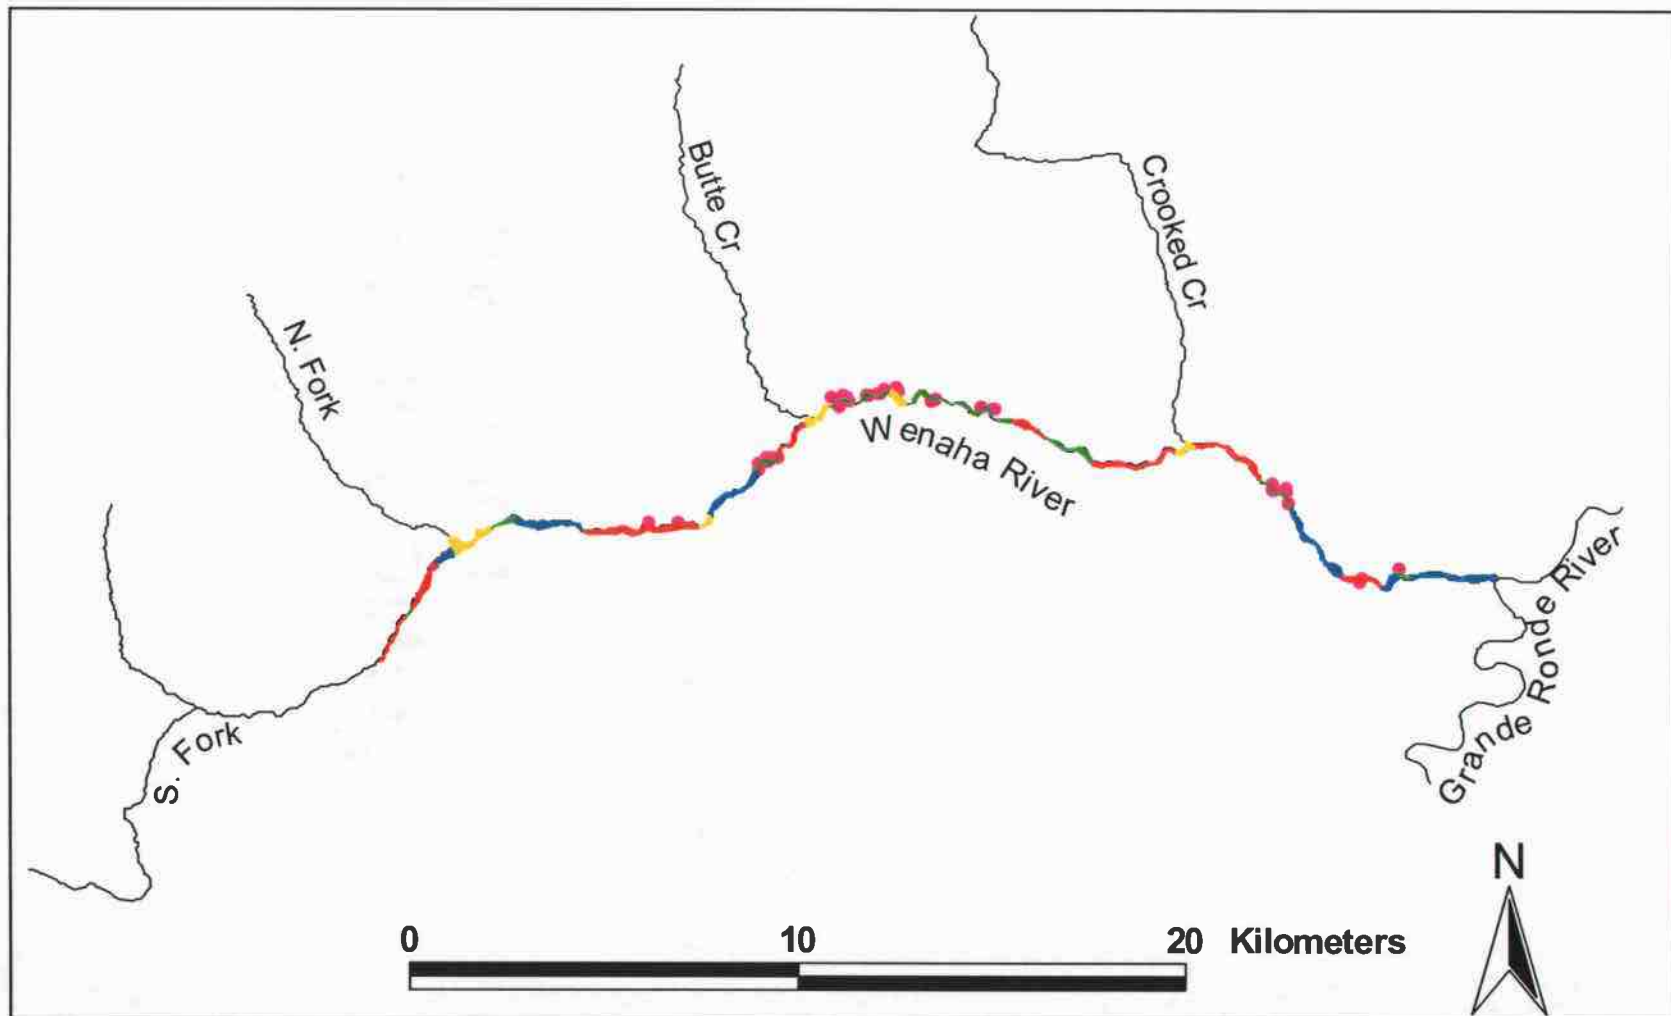 Butte Cr
Crooked Cr
N. Fork
Wenaha River
S. Fork
Grande Ronde River
N
0 10 20 Kilometers